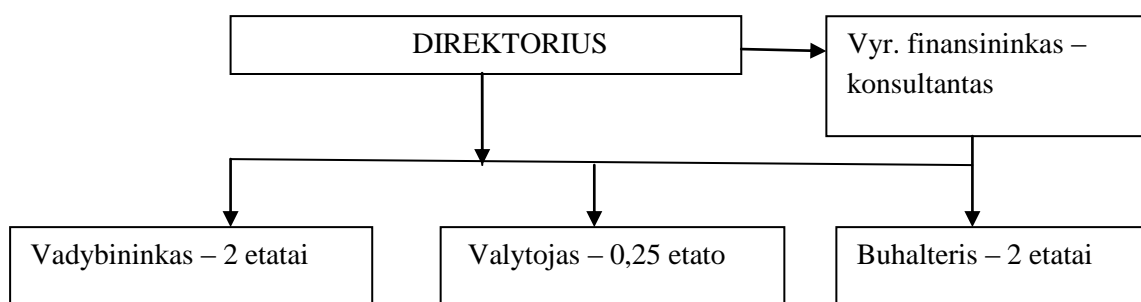 DIREKTORIUS
Vyr. finansininkas –
konsultantas
Vadybininkas – 2 etatai
Valytojas – 0,25 etato
Buhalteris – 2 etatai